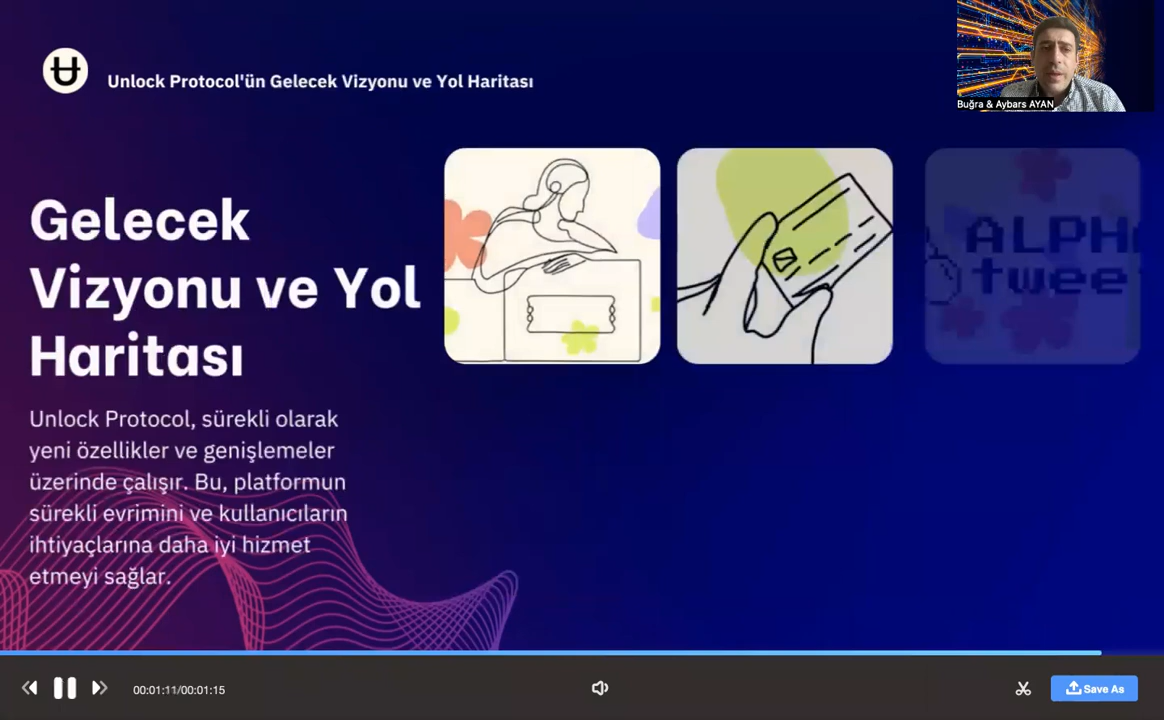 Unlock Protocol'ün Gelecek Vizyonu ve Yol Haritası
Buğra & Aybars AYAN
Gelecek
Vizyonu ve Yol
Haritası
ALPH
twee
Unlock Protocol, sürekli olarak
yeni özellikler ve genişlemeler
üzerinde çalışır. Bu, platformun
sürekli evrimini ve kullanıcıların
ihtiyaçlarına daha iyi hizmet
etmeyi sağlar.
00:01:11/00:01:15
Save As